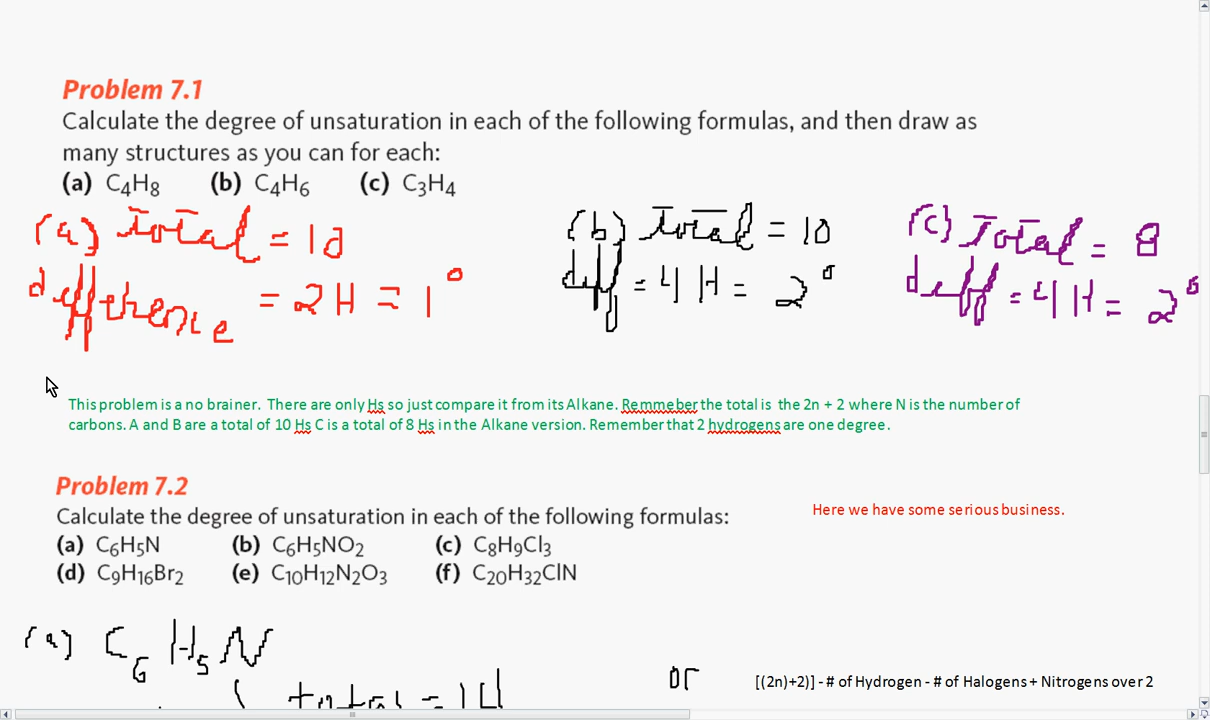 Problem 7.1
Calculate the degree of unsaturation in each of the following formulas, and then draw as
many structures as you can for each:
(a) C4H8 (b) C4H6 (c) C3H4
(a) Total = 10 (b) Total = 10 (c) Total = 8
difference = 2H = 1° diff = 4H = 2° diff = 4H = 2°
This problem is a no brainer. There are only Hs so just compare it from its Alkane. Remmeber the total is the 2n + 2 where N is the number of
carbons. A and B are a total of 10 Hs C is a total of 8 Hs in the Alkane version. Remember that 2 hydrogens are one degree.
Problem 7.2
Calculate the degree of unsaturation in each of the following formulas:
Here we have some serious business.
(a) C6H5N (b) C6H5NO2 (c) C8H9Cl3
(d) C9H16Br2 (e) C10H12N2O3 (f) C20H32ClN
(a) C6H5N
total = 14
or [(2n)+2)] - # of Hydrogen - # of Halogens + Nitrogens over 2